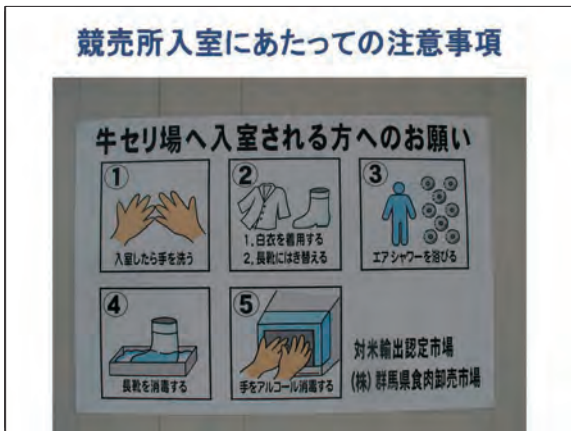 競売所入室にあたっての注意事項
牛セリ場へ入室される方へのお願い
①
入室したら手を洗う
②
1.白衣を着用する
2.長靴にはき替える
③
エアシャワーを浴びる
④
長靴を消毒する
⑤
手をアルコール消毒する
対米輸出認定市場
(株)群馬県食肉卸売市場